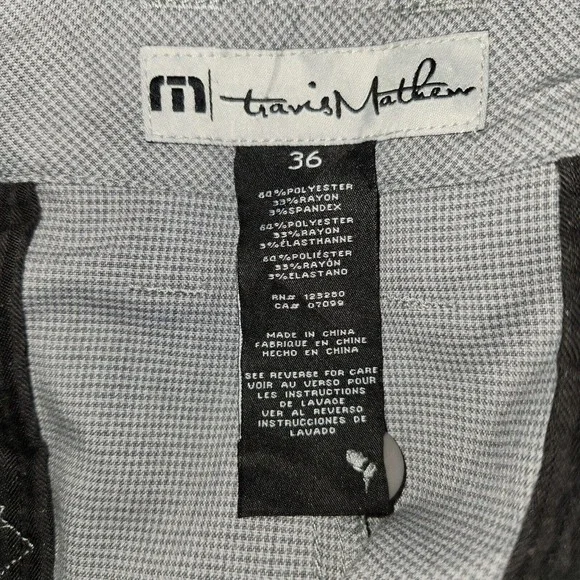 m travisMathew
36
64%POLYESTER
33%RAYON
3%SPANDEX
64%POLYESTER
33%RAYON
3%ÉLASTHANNE
64%POLIÉSTER
33%RAYÓN
3%ELASTANO
RN# 123280
CA# 07099
MADE IN CHINA
FABRIQUE EN CHINE
HECHO EN CHINA
SEE REVERSE FOR CARE
VOIR AU VERSO POUR
LES INSTRUCTIONS
DE LAVAGE
VER AL REVERSO
INSTRUCCIONES DE
LAVADO